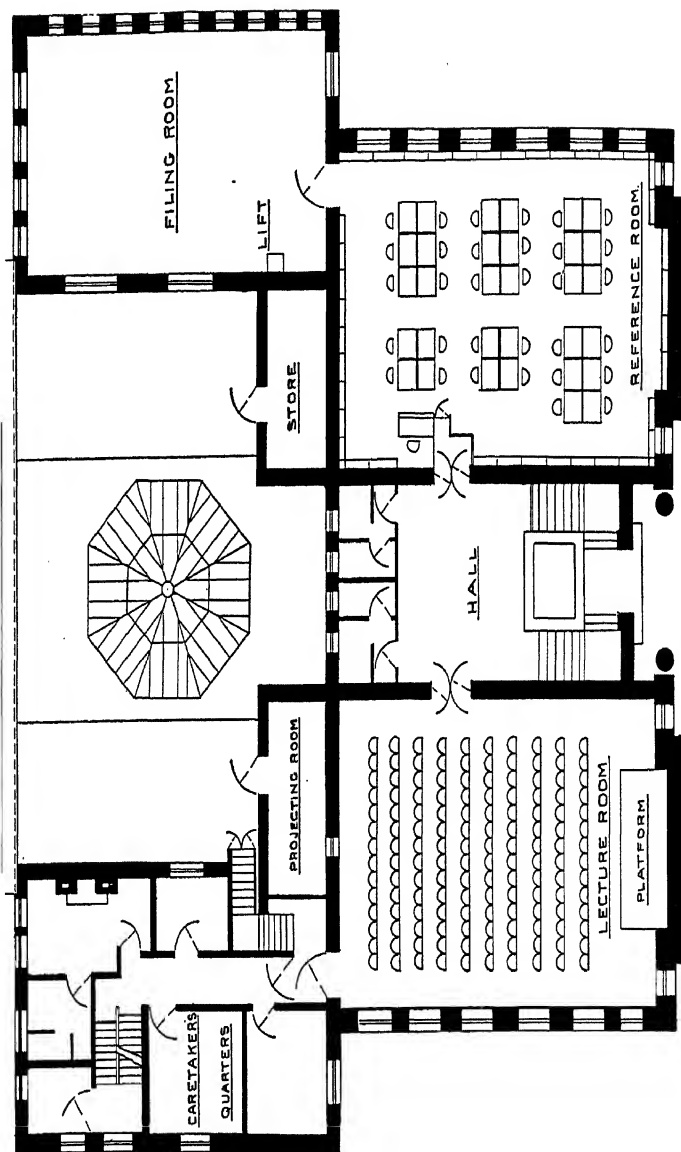 FILING ROOM
LIFT
STORE
REFERENCE ROOM
HALL
PROJECTING ROOM
LECTURE ROOM
PLATFORM
CARETAKERS
QUARTERS